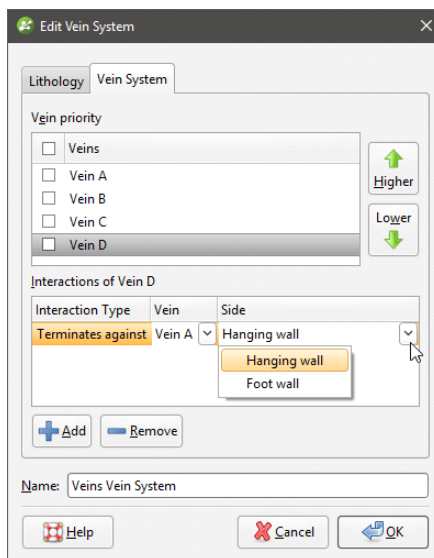 Edit Vein System
Lithology Vein System
Vein priority
Veins
Vein A
Vein B
Vein C
Vein D
Higher
Lower
Interactions of Vein D
Interaction Type Vein Side
Terminates against Vein A Hanging wall
Hanging wall
Foot wall
Add Remove
Name: Veins Vein System
Help Cancel OK